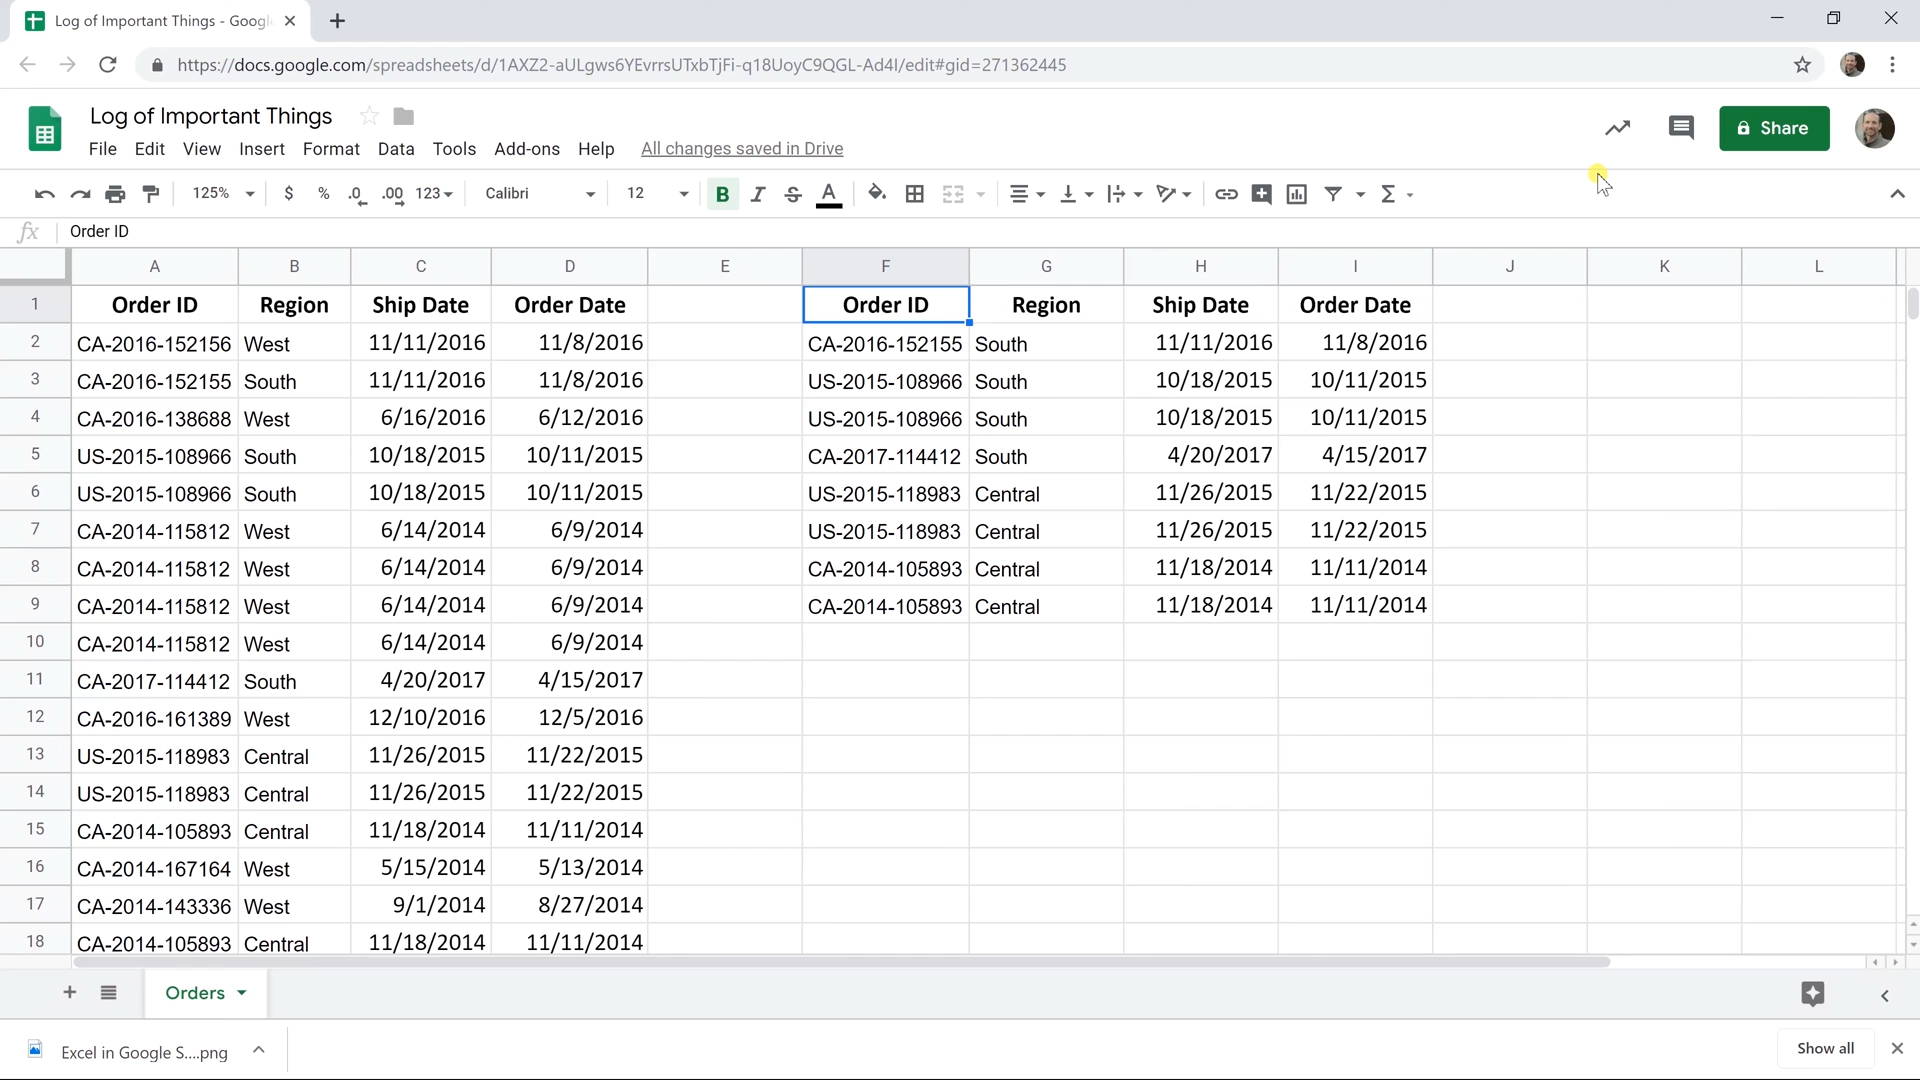 Log of Important Things - Googl
https://docs.google.com/spreadsheets/d/1AXZ2-aULgws6YEvrrsUTxbTjFi-q18UoyC9QGL-Ad4I/edit#gid=271362445
Log of Important Things
Share
File Edit View Insert Format Data Tools Add-ons Help All changes saved in Drive
125% $ % .0 .00 123 Calibri 12 B I S A Σ
fx Order ID
A B C D E F G H I J K L
1 Order ID Region Ship Date Order Date Order ID Region Ship Date Order Date
2 CA-2016-152156 West 11/11/2016 11/8/2016 CA-2016-152155 South 11/11/2016 11/8/2016
3 CA-2016-152155 South 11/11/2016 11/8/2016 US-2015-108966 South 10/18/2015 10/11/2015
4 CA-2016-138688 West 6/16/2016 6/12/2016 US-2015-108966 South 10/18/2015 10/11/2015
5 US-2015-108966 South 10/18/2015 10/11/2015 CA-2017-114412 South 4/20/2017 4/15/2017
6 US-2015-108966 South 10/18/2015 10/11/2015 US-2015-118983 Central 11/26/2015 11/22/2015
7 CA-2014-115812 West 6/14/2014 6/9/2014 US-2015-118983 Central 11/26/2015 11/22/2015
8 CA-2014-115812 West 6/14/2014 6/9/2014 CA-2014-105893 Central 11/18/2014 11/11/2014
9 CA-2014-115812 West 6/14/2014 6/9/2014 CA-2014-105893 Central 11/18/2014 11/11/2014
10 CA-2014-115812 West 6/14/2014 6/9/2014
11 CA-2017-114412 South 4/20/2017 4/15/2017
12 CA-2016-161389 West 12/10/2016 12/5/2016
13 US-2015-118983 Central 11/26/2015 11/22/2015
14 US-2015-118983 Central 11/26/2015 11/22/2015
15 CA-2014-105893 Central 11/18/2014 11/11/2014
16 CA-2014-167164 West 5/15/2014 5/13/2014
17 CA-2014-143336 West 9/1/2014 8/27/2014
18 CA-2014-105893 Central 11/18/2014 11/11/2014
Orders
Excel in Google S....png
Show all